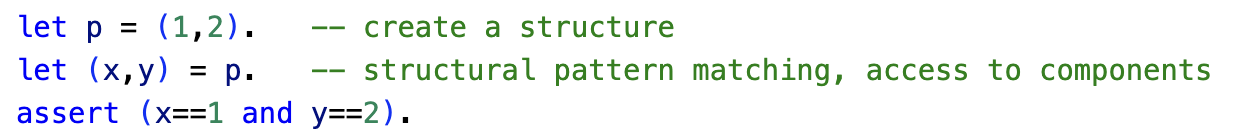 let p = (1,2).   -- create a structure
let (x,y) = p.   -- structural pattern matching, access to components
assert (x==1 and y==2).